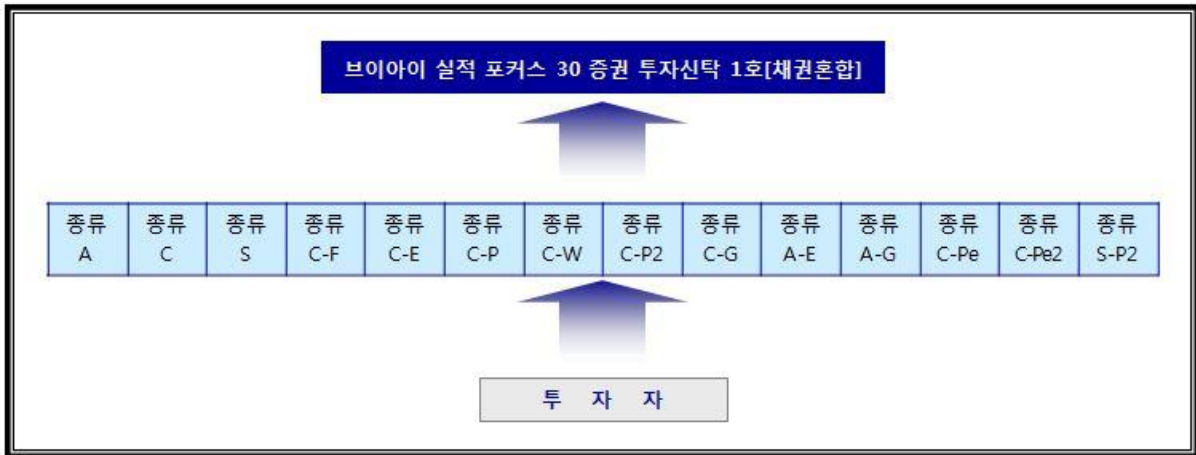 브이아이 실적 포커스 30 증권 투자신탁 1호[채권혼합]
종류 종류 종류 종류 종류 종류 종류 종류 종류 종류 종류 종류 종류 종류
A C S C-F C-E C-P C-W C-P2 C-G A-E A-G C-Pe C-Pe2 S-P2
투 자 자